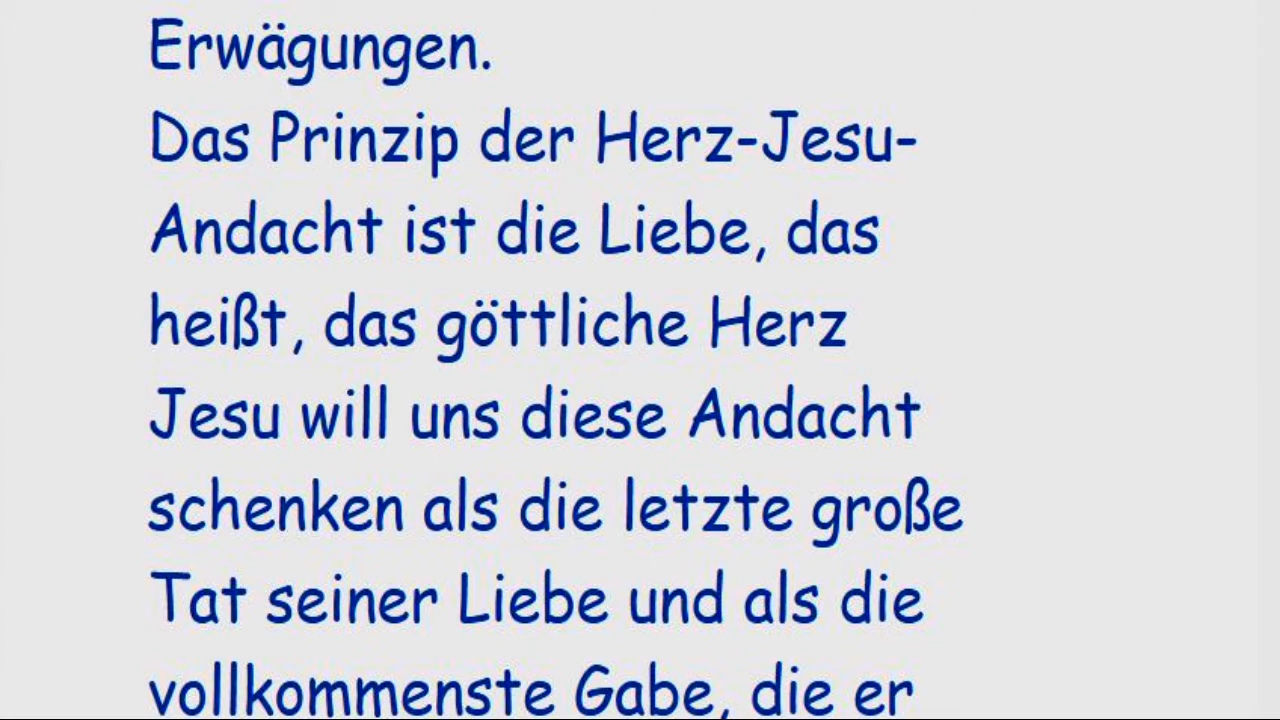 Erwägungen.
Das Prinzip der Herz-Jesu-
Andacht ist die Liebe, das
heißt, das göttliche Herz
Jesu will uns diese Andacht
schenken als die letzte große
Tat seiner Liebe und als die
vollkommenste Gabe, die er